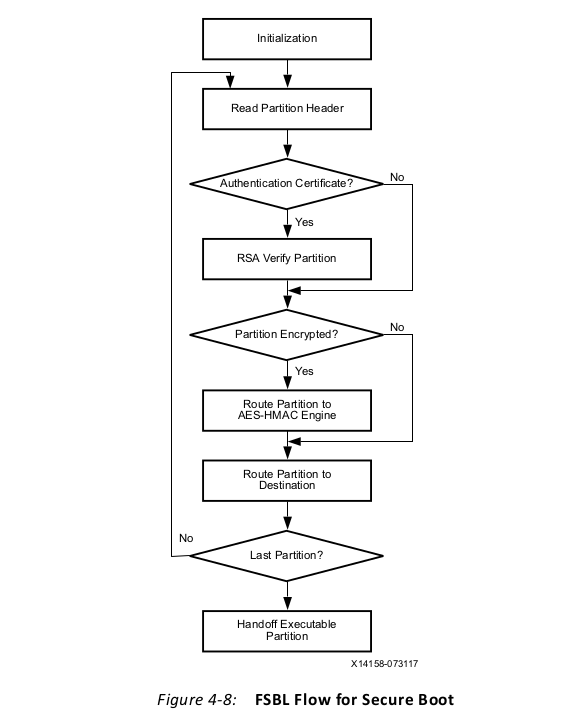 Initialization
Read Partition Header
Authentication Certificate?
No
Yes
RSA Verify Partition
Partition Encrypted?
No
Yes
Route Partition to
AES-HMAC Engine
Route Partition to
Destination
No
Last Partition?
Handoff Executable
Partition
X14158-073117
Figure 4-8: FSBL Flow for Secure Boot